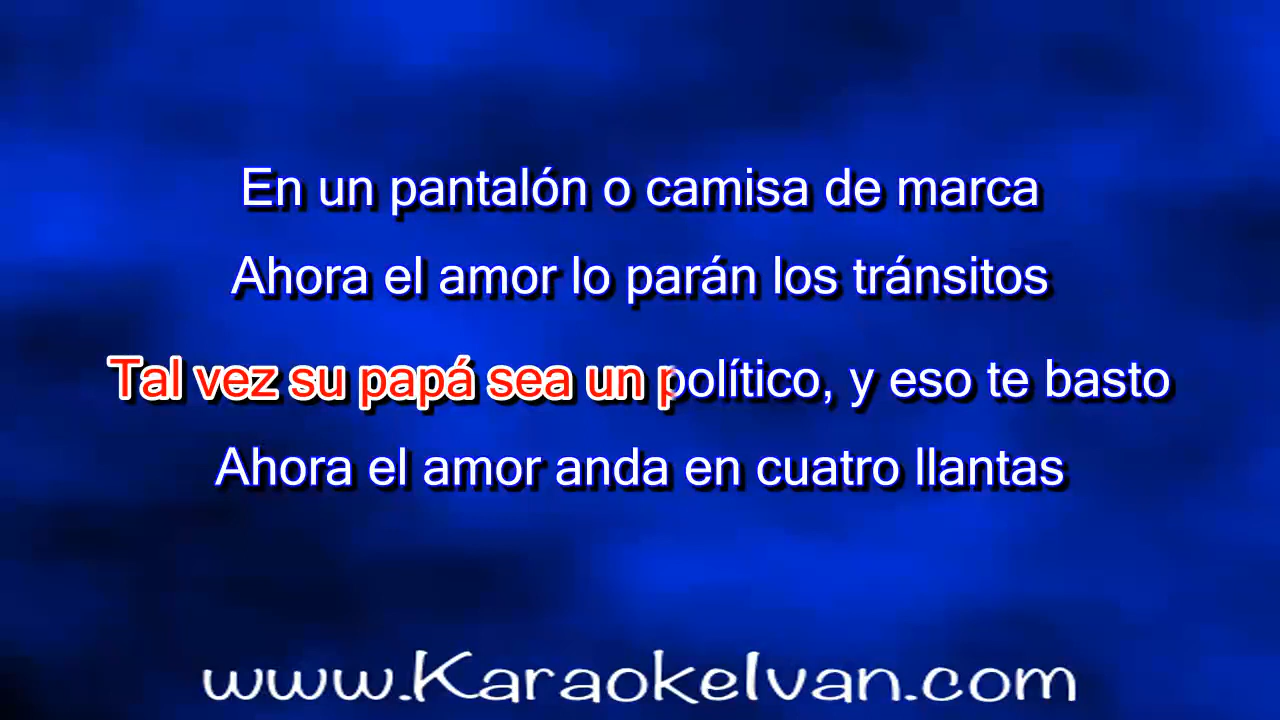 En un pantalón o camisa de marca
Ahora el amor lo parán los tránsitos
Tal vez su papá sea un político, y eso te basto
Ahora el amor anda en cuatro llantas
www.KaraokeIvan.com